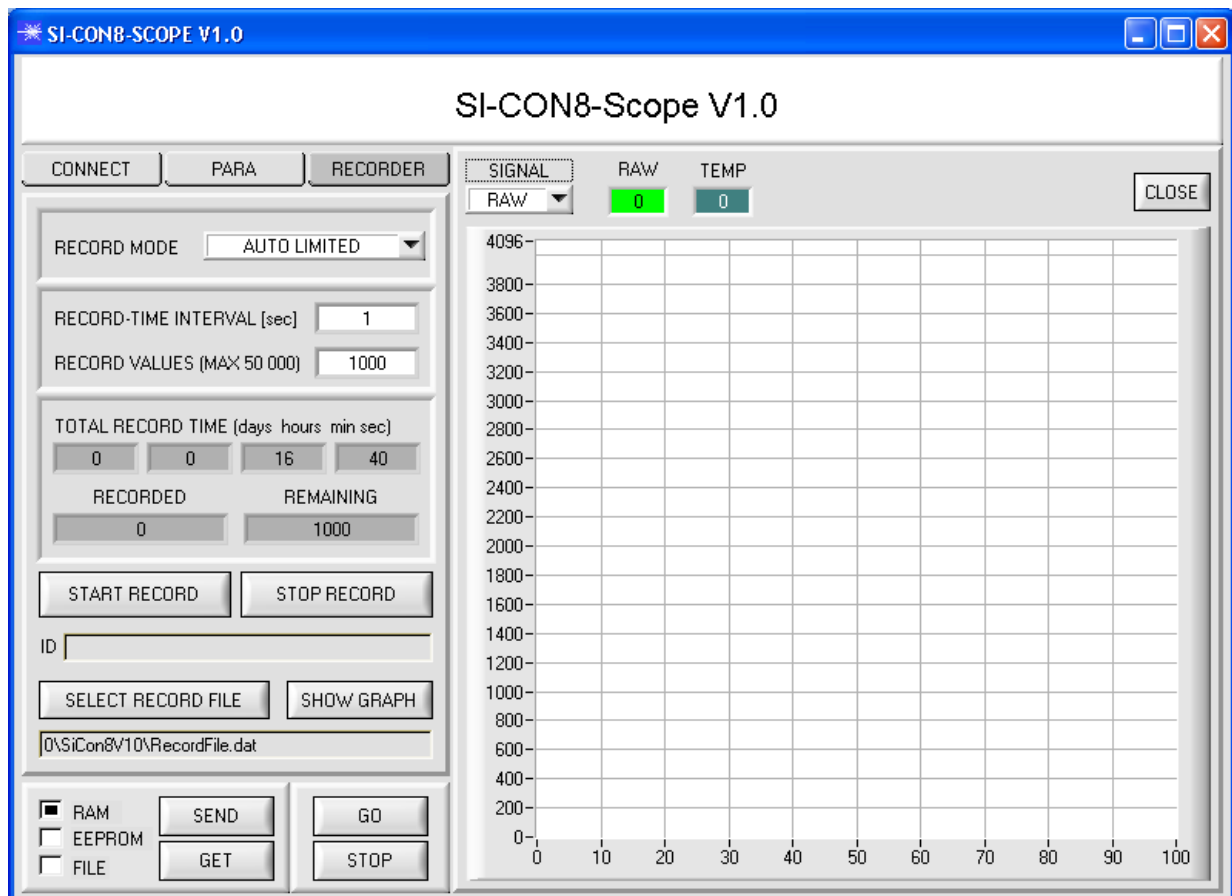 SI-CON8-SCOPE V1.0
SI-CON8-Scope V1.0
CONNECT PARA RECORDER
RECORD MODE AUTO LIMITED
RECORD-TIME INTERVAL [sec] 1
RECORD VALUES (MAX 50 000) 1000
TOTAL RECORD TIME (days hours min sec)
0 0 16 40
RECORDED REMAINING
0 1000
START RECORD STOP RECORD
ID
SELECT RECORD FILE SHOW GRAPH
0\SiCon8V10\RecordFile.dat
RAM
EEPROM
FILE
SEND
GET
GO
STOP
SIGNAL RAW TEMP
RAW 0 0
CLOSE
4096
3800
3600
3400
3200
3000
2800
2600
2400
2200
2000
1800
1600
1400
1200
1000
800
600
400
200
0
0 10 20 30 40 50 60 70 80 90 100